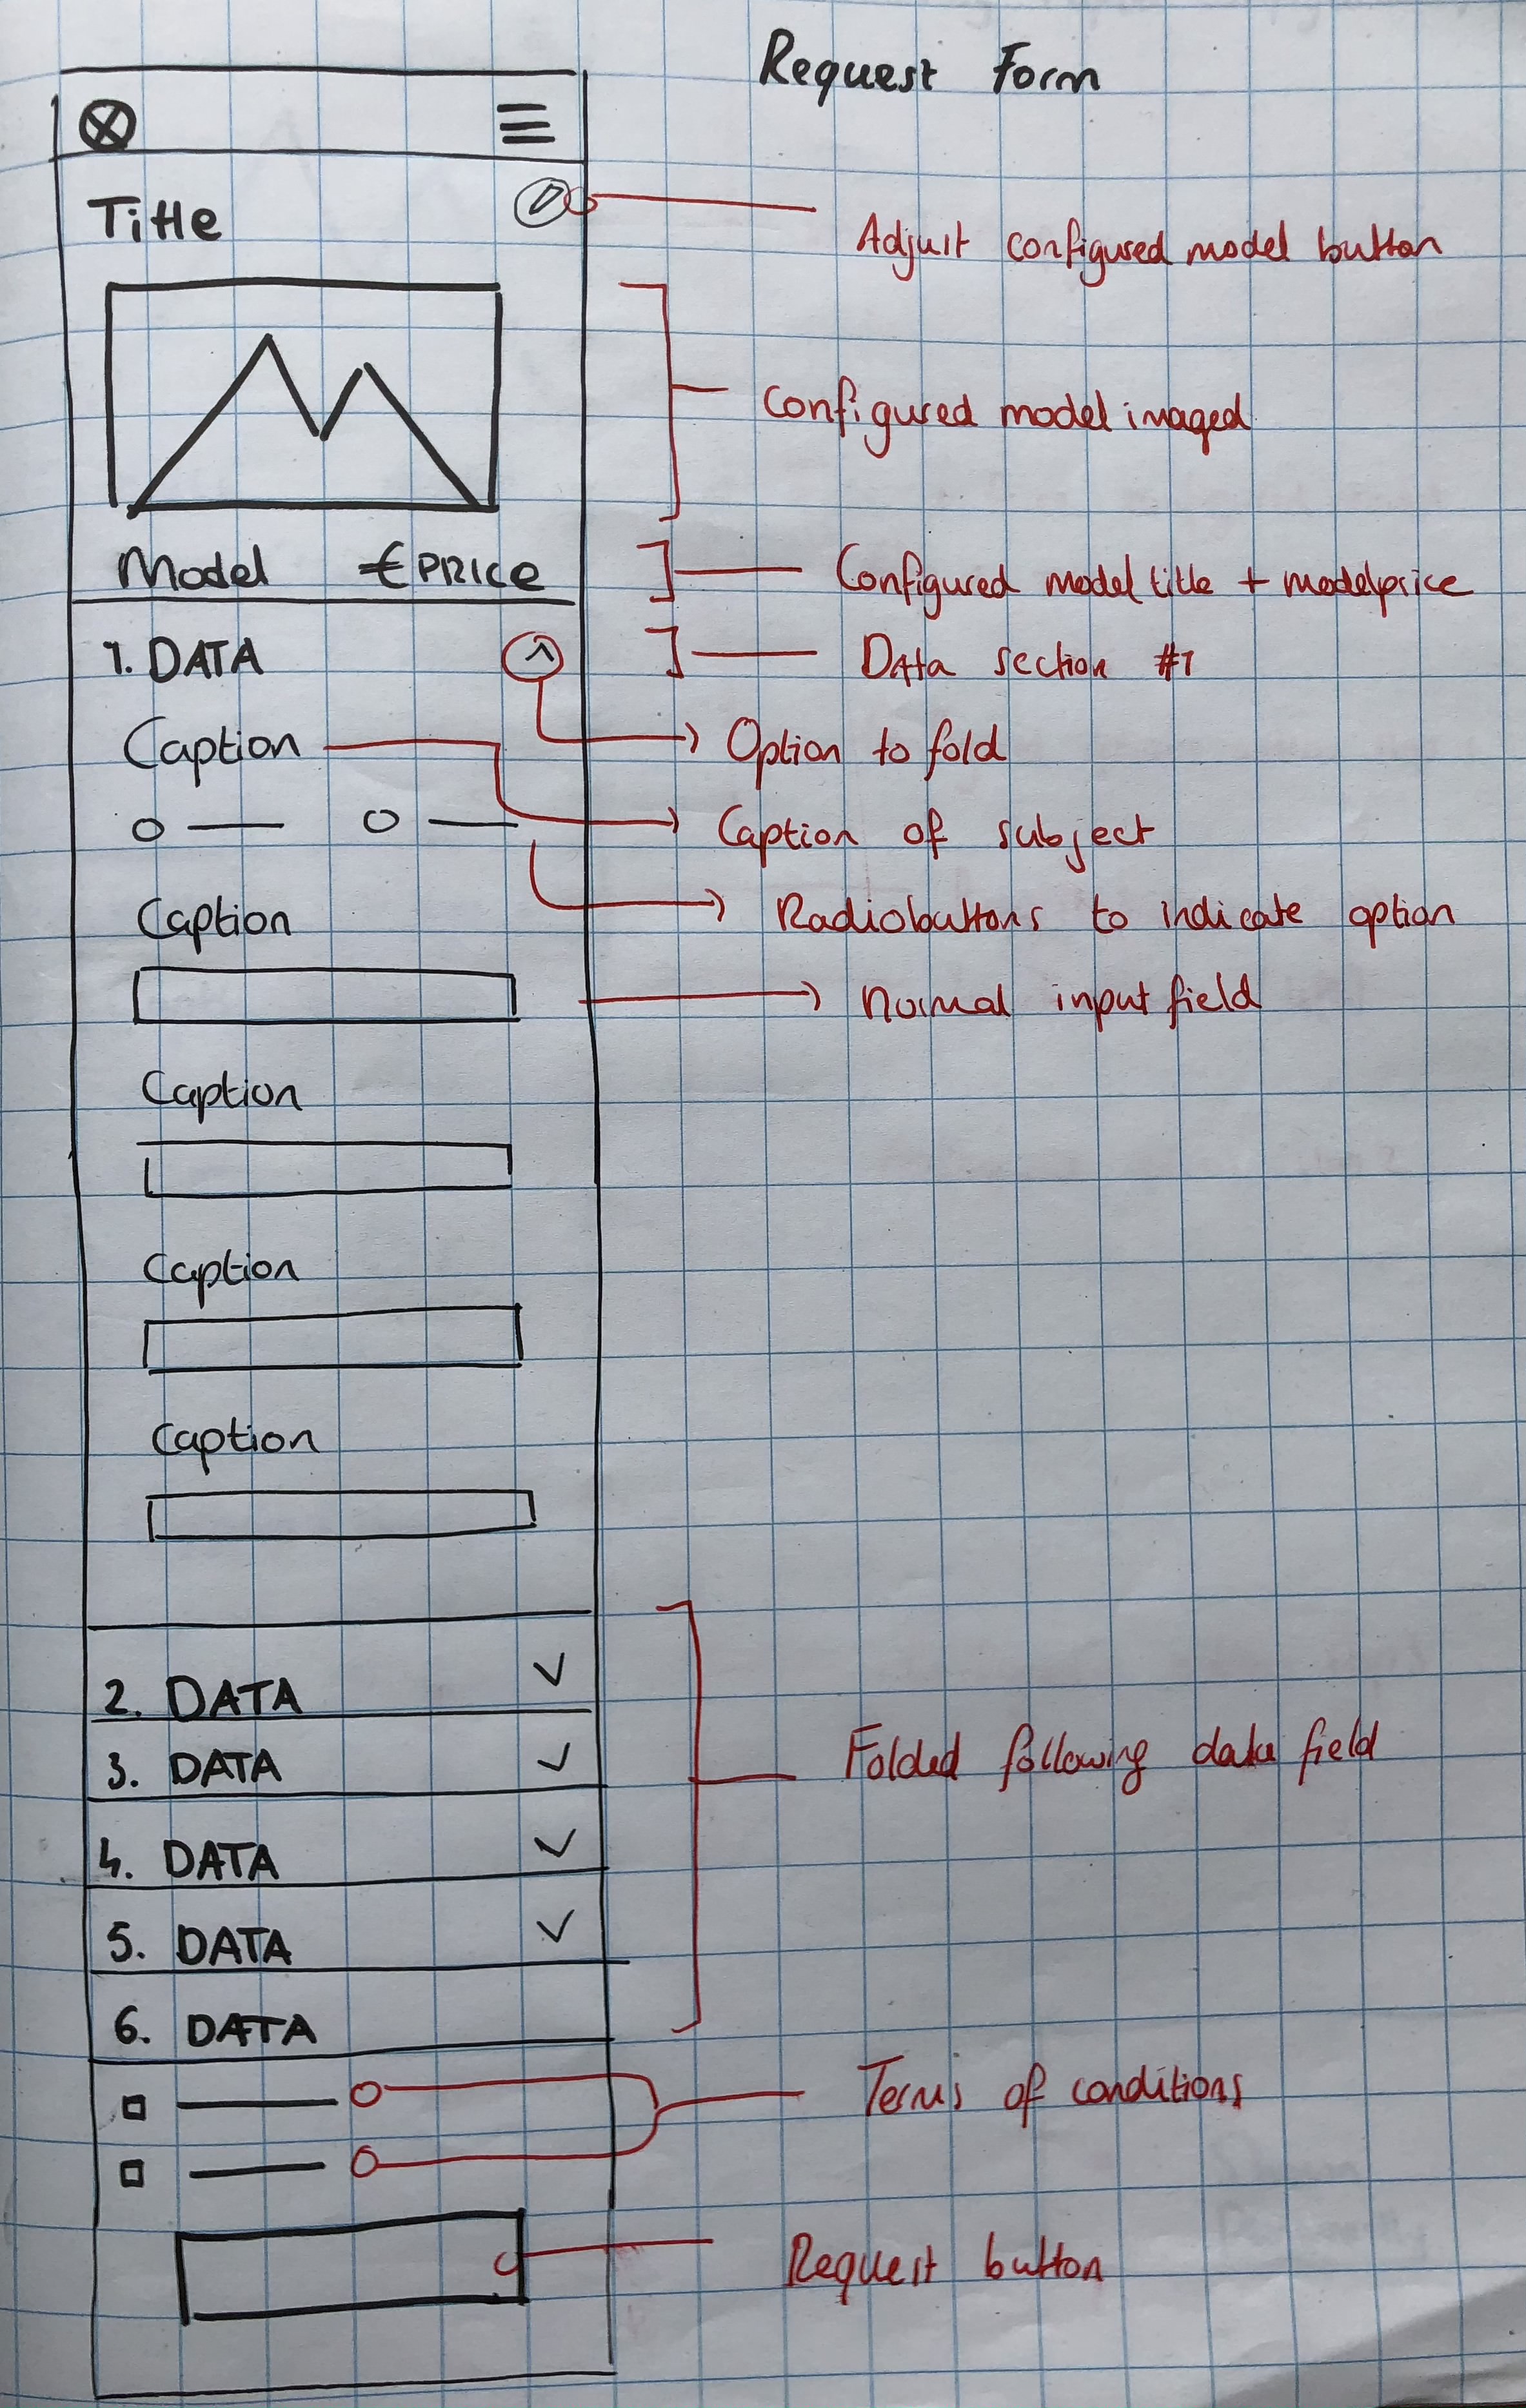 Request Form
Title
Adjust configured model button
Configured model imaged
Model €PRICE
Configured model title + modelprice
1. DATA
Data section #1
Caption
Option to fold
Caption of subject
Caption
Radiobuttons to indicate option
Normal input field
Caption
Caption
Caption
2. DATA
3. DATA
Folded following data field
4. DATA
5. DATA
6. DATA
Terms of conditions
Request button